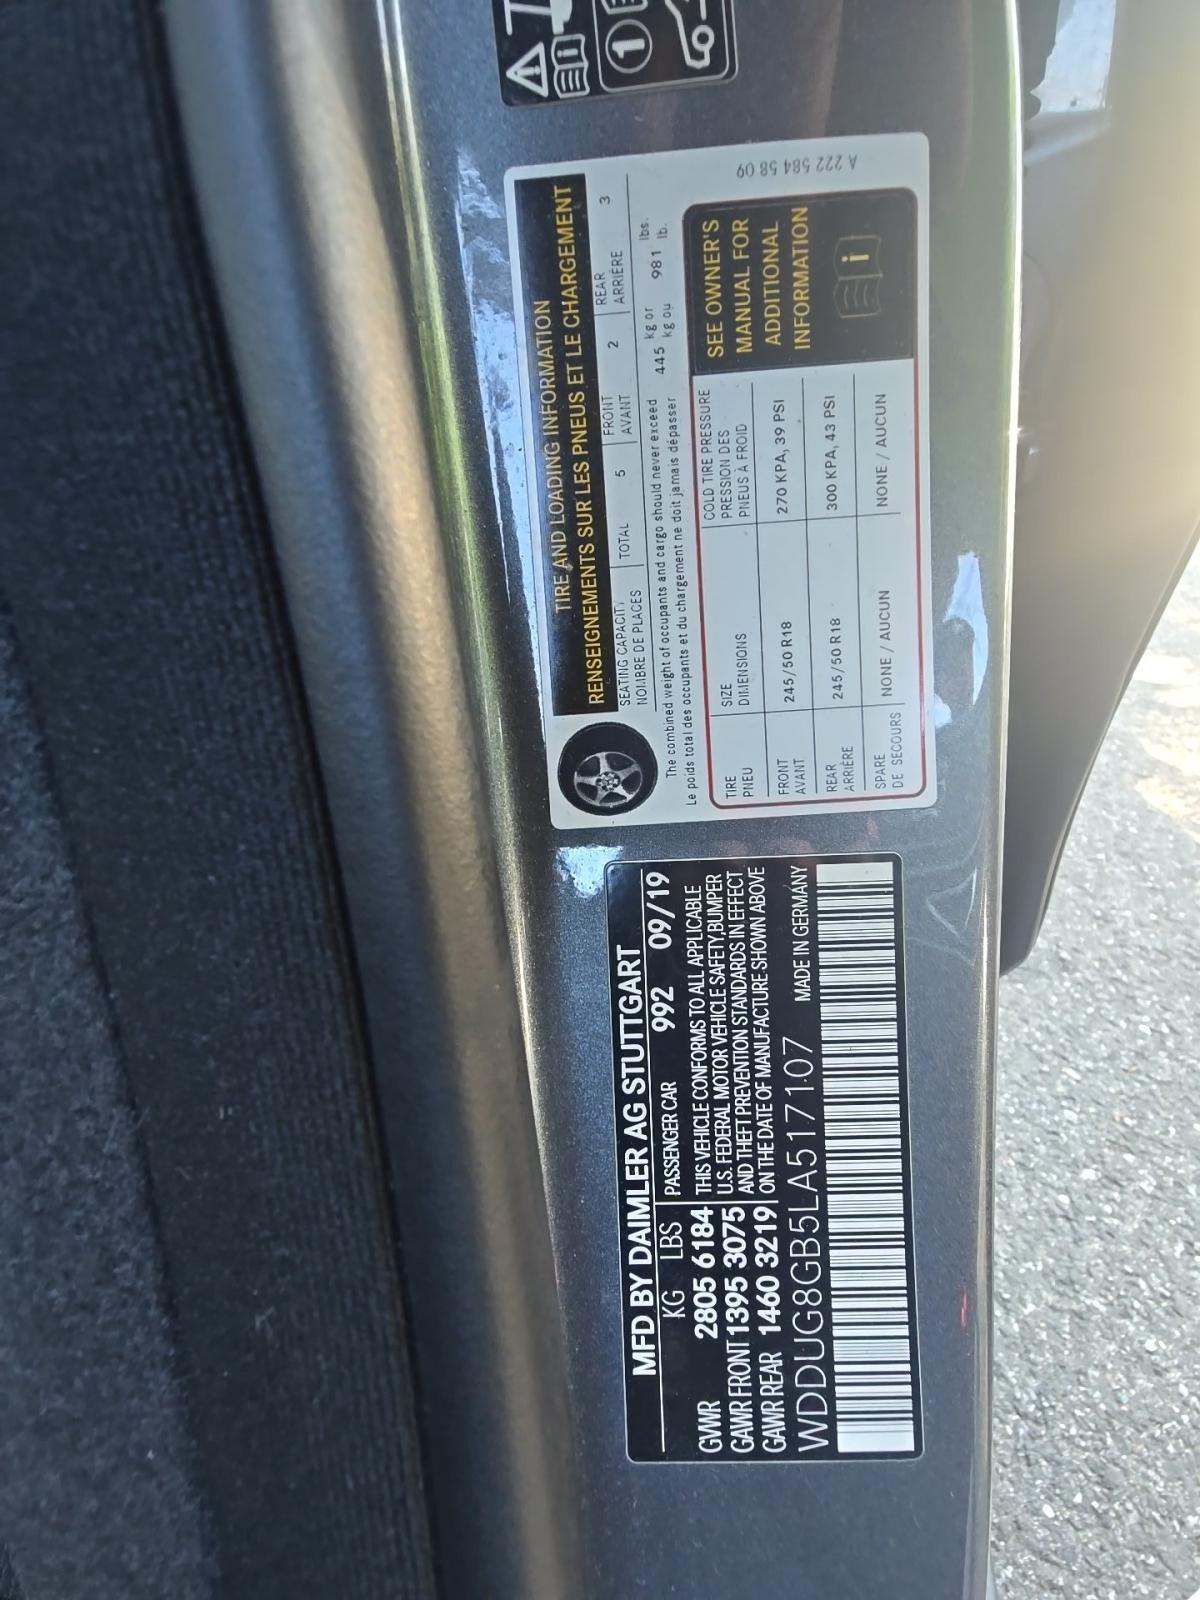 TIRE AND LOADING INFORMATION
RENSEIGNEMENTS SUR LES PNEUS ET LE CHARGEMENT
SEATING CAPACITY TOTAL 5 FRONT 2 REAR 3
NOMBRE DE PLACES AVANT ARRIÈRE
The combined weight of occupants and cargo should never exceed 445 kg or 981 lbs.
Le poids total des occupants et du chargement ne doit jamais dépasser kg ou lb.
TIRE SIZE COLD TIRE PRESSURE
PNEU DIMENSIONS PRESSION DES
PNEUS À FROID
FRONT 245/50 R18 270 KPA, 39 PSI
AVANT
REAR 245/50 R18 300 KPA, 43 PSI
ARRIÈRE
SPARE NONE / AUCUN NONE / AUCUN
DE SECOURS
SEE OWNER'S
MANUAL FOR
ADDITIONAL
INFORMATION
i
A 222 584 58 09
1
MFD BY DAIMLER AG STUTTGART
KG LBS PASSENGER CAR 992 09/19
GVWR 2805 6184 THIS VEHICLE CONFORMS TO ALL APPLICABLE
U.S. FEDERAL MOTOR VEHICLE SAFETY,BUMPER
GAWR FRONT 1395 3075 AND THEFT PREVENTION STANDARDS IN EFFECT
GAWR REAR 1460 3219 ON THE DATE OF MANUFACTURE SHOWN ABOVE
WDDUG8GB5LA517107 MADE IN GERMANY